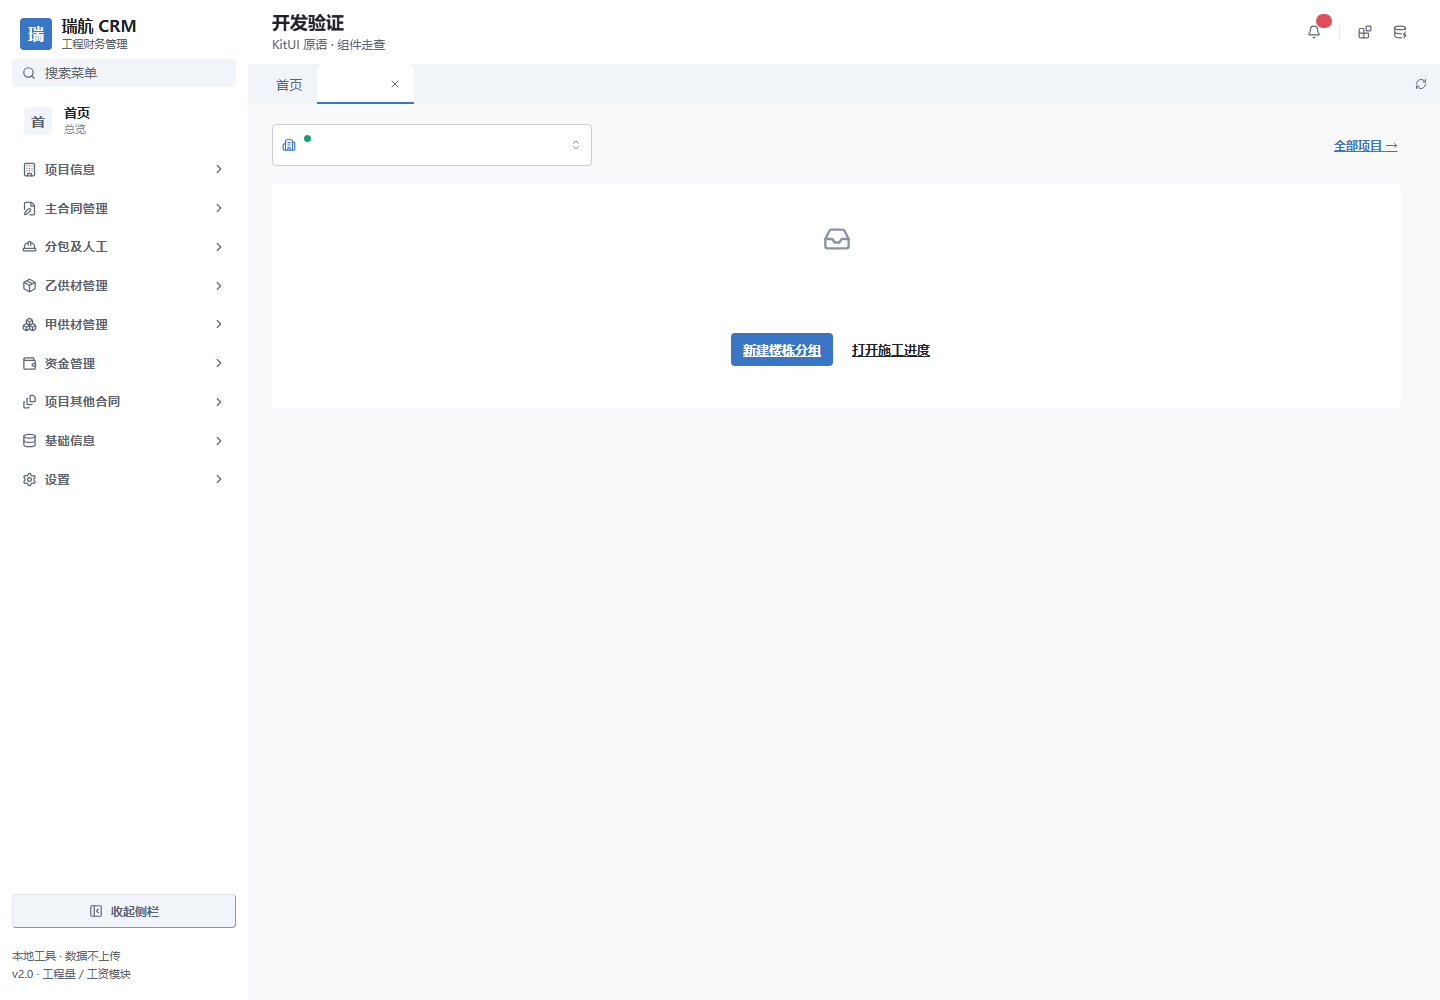 瑞
瑞航 CRM
工程财务管理
搜索菜单
首
首页
总览
项目信息
主合同管理
分包及人工
乙供材管理
甲供材管理
资金管理
项目其他合同
基础信息
设置
收起侧栏
本地工具 · 数据不上传
v2.0 · 工程量 / 工资模块
开发验证
KitUI 原语 · 组件走查
首页
全部项目 →
新建楼栋分组
打开施工进度